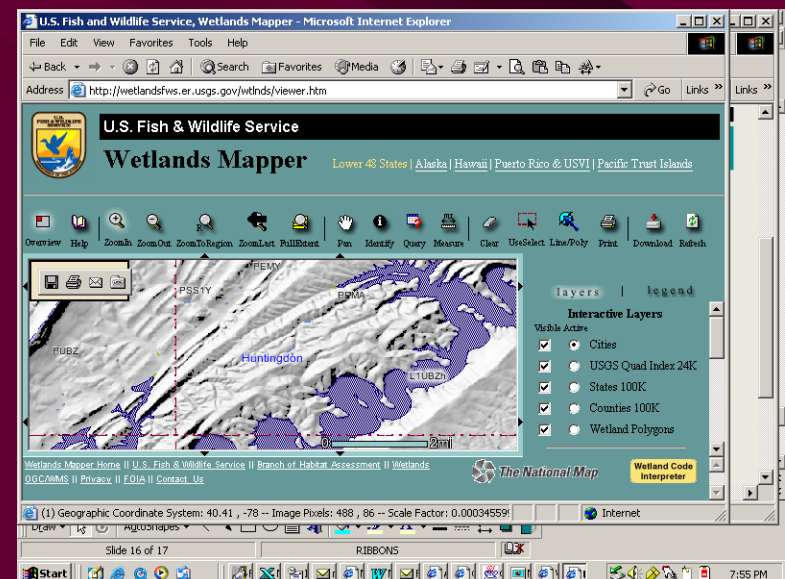 U.S. Fish and Wildlife Service, Wetlands Mapper - Microsoft Internet Explorer
File Edit View Favorites Tools Help
Back Search Favorites Media
Address http://wetlandsfws.er.usgs.gov/wtlnds/viewer.htm Go Links »
Links »
U.S. Fish & Wildlife Service
Wetlands Mapper Lower 48 States | Alaska | Hawaii | Puerto Rico & USVI | Pacific Trust Islands
Overview Help ZoomIn ZoomOut ZoomToRegion ZoomLast FullExtent Pan Identify Query Measure Clear UseSelect Line/Poly Print Download Refresh
PEMY
PSS1Y
PUBZ
Huntingdon
L1UBZh
0 2mi
layers | legend
Interactive Layers
Visible Active
Cities
USGS Quad Index 24K
States 100K
Counties 100K
Wetland Polygons
Wetlands Mapper Home || U.S. Fish & Wildlife Service || Branch of Habitat Assessment || Wetlands
OGC/WMS || Privacy || FOIA || Contact Us
The National Map
Wetland Code
Interpreter
(1) Geographic Coordinate System: 40.41 , -78 -- Image Pixels: 488 , 86 -- Scale Factor: 0.00034559 Internet
Draw AutoShapes
Slide 16 of 17 RIBBONS
Start 7:55 PM